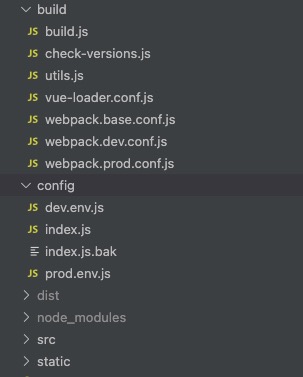 build
JS build.js
JS check-versions.js
JS utils.js
JS vue-loader.conf.js
JS webpack.base.conf.js
JS webpack.dev.conf.js
JS webpack.prod.conf.js
config
JS dev.env.js
JS index.js
index.js.bak
JS prod.env.js
dist
node_modules
src
static